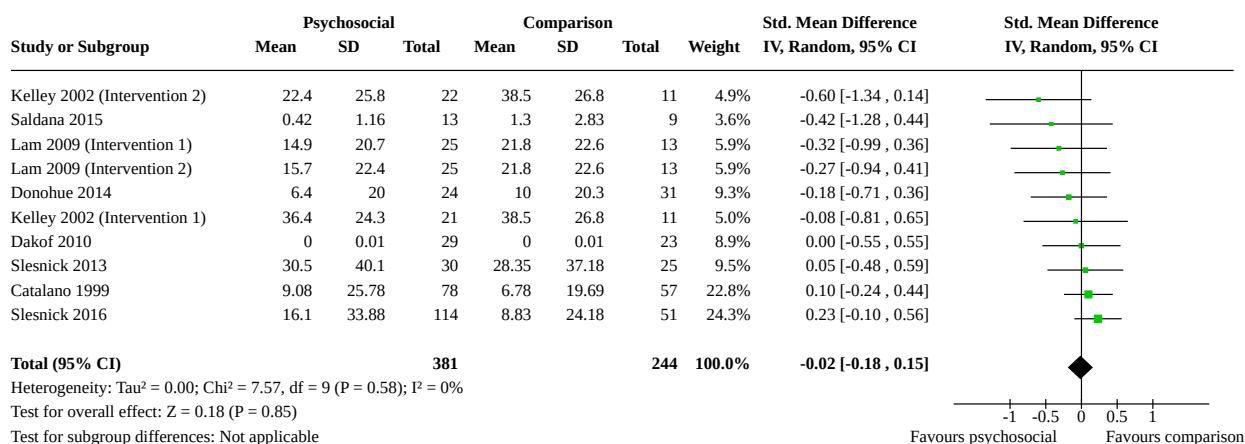 Psychosocial Comparison Std. Mean Difference Std. Mean Difference
Study or Subgroup Mean SD Total Mean SD Total Weight IV, Random, 95% CI IV, Random, 95% CI
Kelley 2002 (Intervention 2) 22.4 25.8 22 38.5 26.8 11 4.9% -0.60 [-1.34 , 0.14]
Saldana 2015 0.42 1.16 13 1.3 2.83 9 3.6% -0.42 [-1.28 , 0.44]
Lam 2009 (Intervention 1) 14.9 20.7 25 21.8 22.6 13 5.9% -0.32 [-0.99 , 0.36]
Lam 2009 (Intervention 2) 15.7 22.4 25 21.8 22.6 13 5.9% -0.27 [-0.94 , 0.41]
Donohue 2014 6.4 20 24 10 20.3 31 9.3% -0.18 [-0.71 , 0.36]
Kelley 2002 (Intervention 1) 36.4 24.3 21 38.5 26.8 11 5.0% -0.08 [-0.81 , 0.65]
Dakof 2010 0 0.01 29 0 0.01 23 8.9% 0.00 [-0.55 , 0.55]
Slesnick 2013 30.5 40.1 30 28.35 37.18 25 9.5% 0.05 [-0.48 , 0.59]
Catalano 1999 9.08 25.78 78 6.78 19.69 57 22.8% 0.10 [-0.24 , 0.44]
Slesnick 2016 16.1 33.88 114 8.83 24.18 51 24.3% 0.23 [-0.10 , 0.56]
Total (95% CI) 381 244 100.0% -0.02 [-0.18 , 0.15]
Heterogeneity: Tau² = 0.00; Chi² = 7.57, df = 9 (P = 0.58); I² = 0%
Test for overall effect: Z = 0.18 (P = 0.85)
-1 -0.5 0 0.5 1
Test for subgroup differences: Not applicable Favours psychosocial Favours comparison